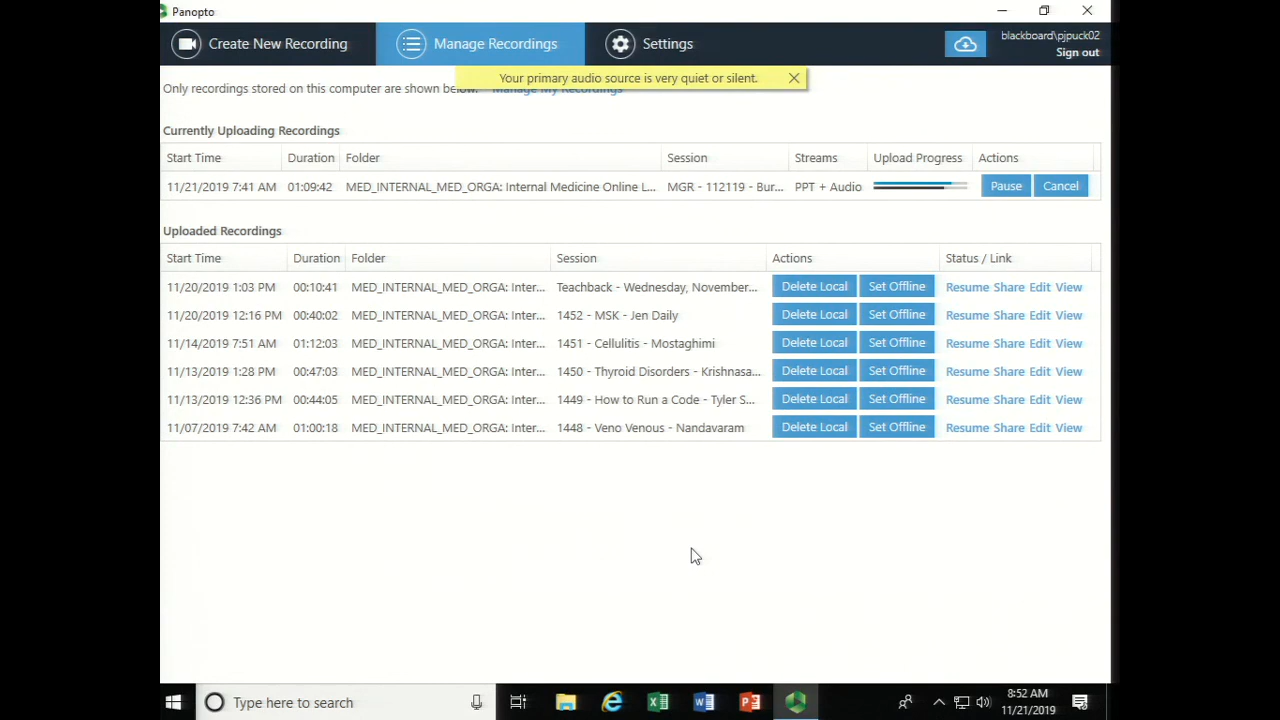 Panopto
Create New Recording Manage Recordings Settings blackboard\pjpuck02
Sign out
Your primary audio source is very quiet or silent.
Only recordings stored on this computer are shown below. Manage My Recordings
Currently Uploading Recordings
Start Time Duration Folder Session Streams Upload Progress Actions
11/21/2019 7:41 AM 01:09:42 MED_INTERNAL_MED_ORGA: Internal Medicine Online L... MGR - 112119 - Bur... PPT + Audio Pause Cancel
Uploaded Recordings
Start Time Duration Folder Session Actions Status / Link
11/20/2019 1:03 PM 00:10:41 MED_INTERNAL_MED_ORGA: Inter... Teachback - Wednesday, November... Delete Local Set Offline Resume Share Edit View
11/20/2019 12:16 PM 00:40:02 MED_INTERNAL_MED_ORGA: Inter... 1452 - MSK - Jen Daily Delete Local Set Offline Resume Share Edit View
11/14/2019 7:51 AM 01:12:03 MED_INTERNAL_MED_ORGA: Inter... 1451 - Cellulitis - Mostaghimi Delete Local Set Offline Resume Share Edit View
11/13/2019 1:28 PM 00:47:03 MED_INTERNAL_MED_ORGA: Inter... 1450 - Thyroid Disorders - Krishnasa... Delete Local Set Offline Resume Share Edit View
11/13/2019 12:36 PM 00:44:05 MED_INTERNAL_MED_ORGA: Inter... 1449 - How to Run a Code - Tyler S... Delete Local Set Offline Resume Share Edit View
11/07/2019 7:42 AM 01:00:18 MED_INTERNAL_MED_ORGA: Inter... 1448 - Veno Venous - Nandavaram Delete Local Set Offline Resume Share Edit View
Type here to search 8:52 AM
11/21/2019